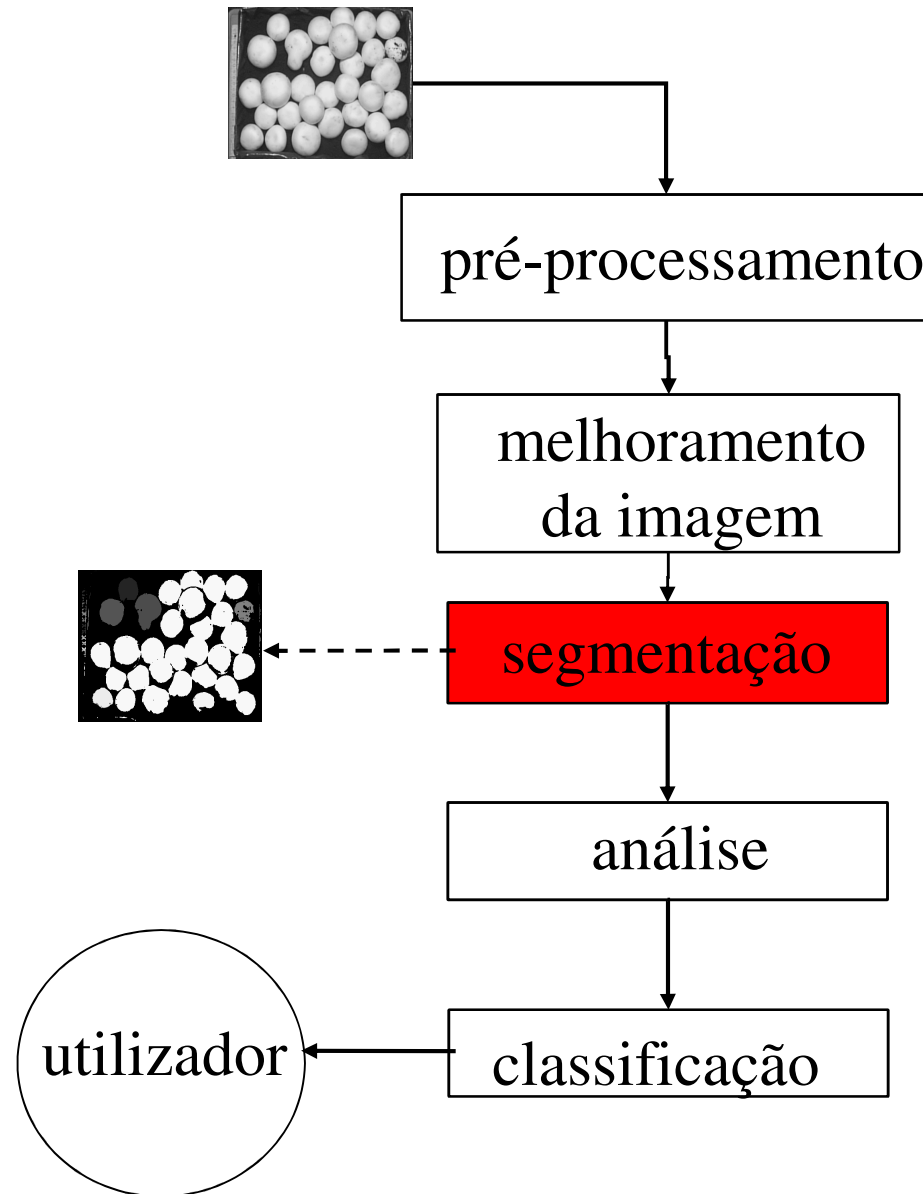 pré-processamento
melhoramento
da imagem
segmentação
análise
classificação
utilizador